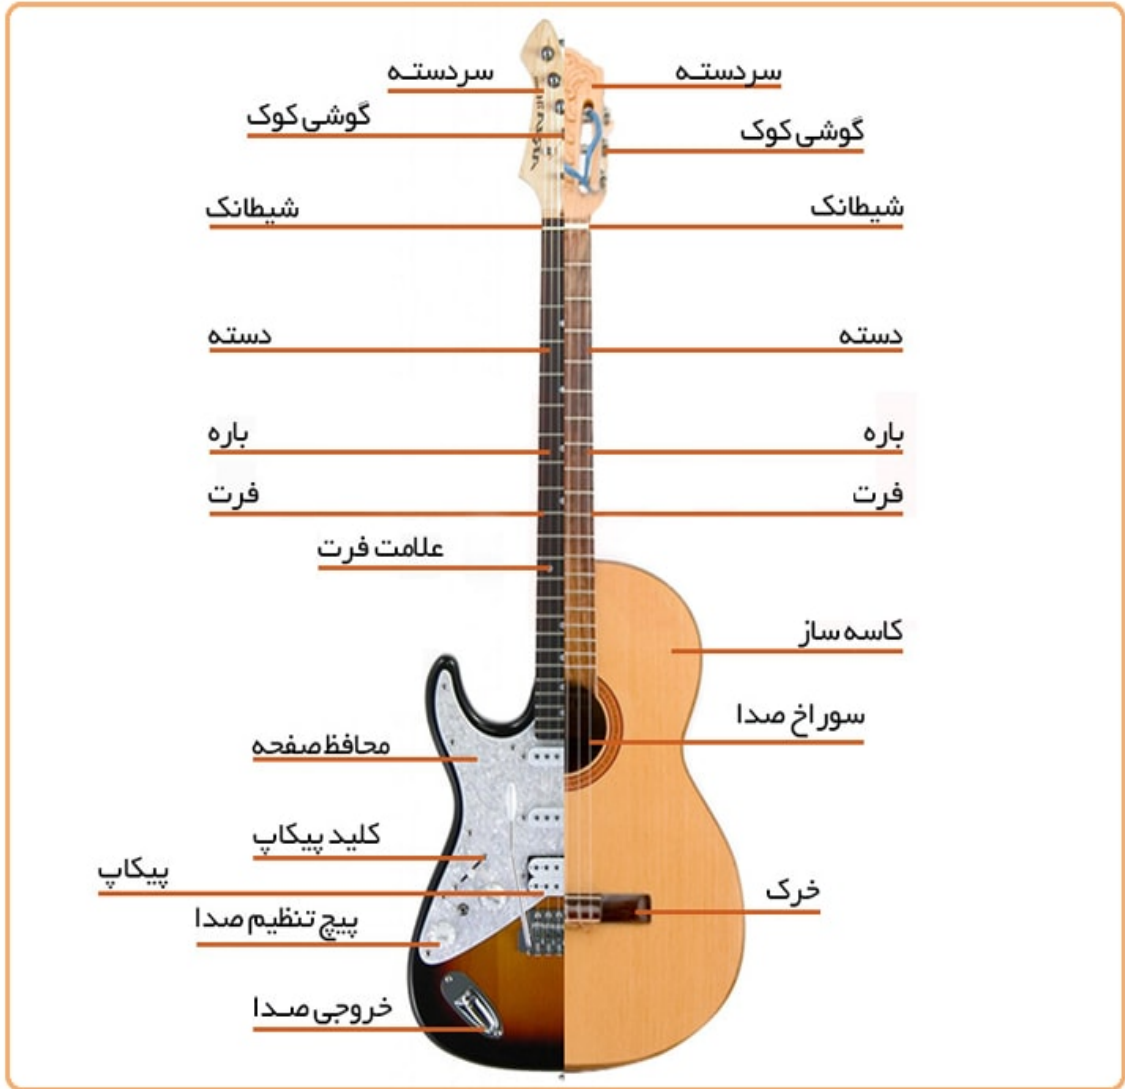 سردسته
سردسته
گوشی کوک
گوشی کوک
شیطانک
شیطانک
دسته
دسته
باره
باره
فرت
فرت
علامت فرت
کاسه ساز
سوراخ صدا
محافظ صفحه
کلید پیکاپ
پیکاپ
خرک
پیچ تنظیم صدا
خروجی صدا